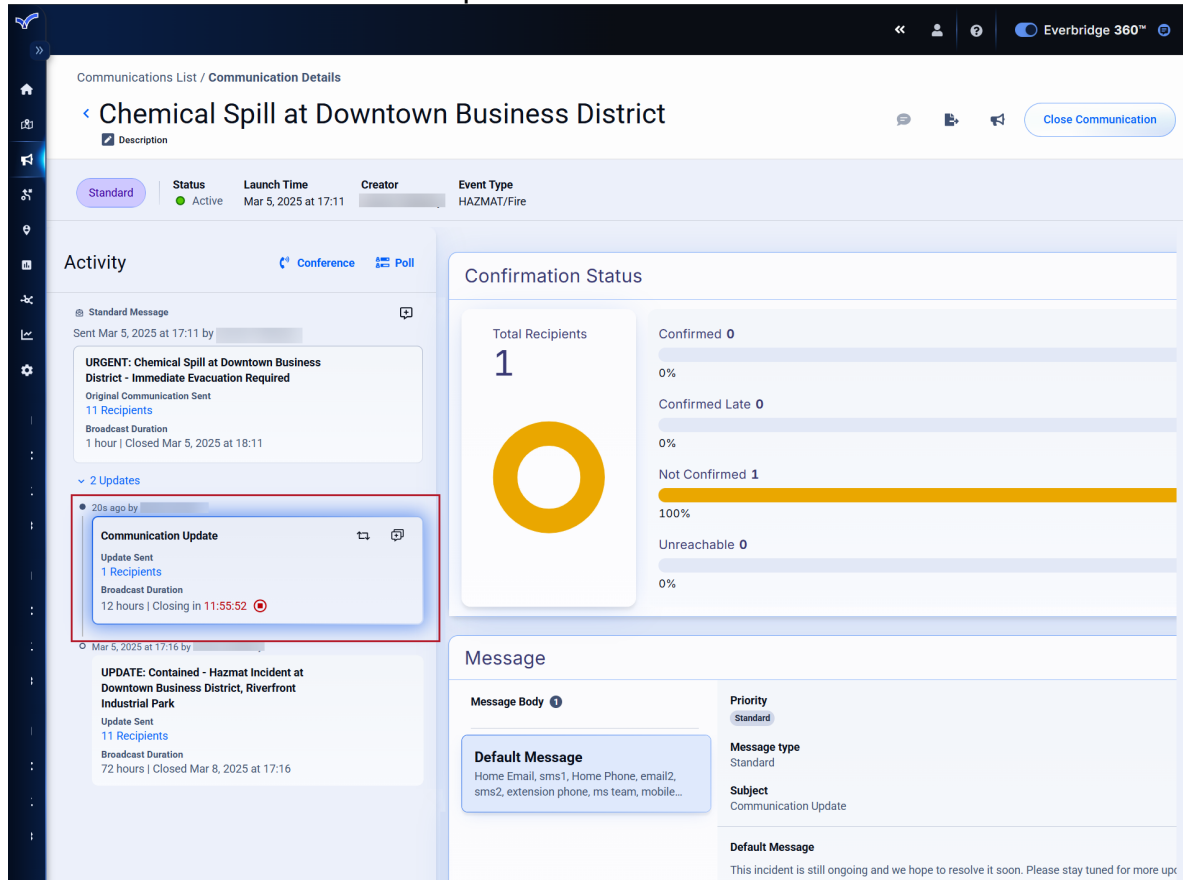 Everbridge 360™
Communications List / Communication Details
Chemical Spill at Downtown Business District
Description
Close Communication
Standard
Status
Active
Launch Time
Mar 5, 2025 at 17:11
Creator
Event Type
HAZMAT/Fire
Activity
Conference
Poll
Standard Message
Sent Mar 5, 2025 at 17:11 by
URGENT: Chemical Spill at Downtown Business
District - Immediate Evacuation Required
Original Communication Sent
11 Recipients
Broadcast Duration
1 hour | Closed Mar 5, 2025 at 18:11
2 Updates
20s ago by
Communication Update
Update Sent
1 Recipients
Broadcast Duration
12 hours | Closing in 11:55:52
Mar 5, 2025 at 17:16 by
UPDATE: Contained - Hazmat Incident at
Downtown Business District, Riverfront
Industrial Park
Update Sent
11 Recipients
Broadcast Duration
72 hours | Closed Mar 8, 2025 at 17:16
Confirmation Status
Total Recipients
1
Confirmed 0
0%
Confirmed Late 0
0%
Not Confirmed 1
100%
Unreachable 0
0%
Message
Message Body 1
Default Message
Home Email, sms1, Home Phone, email2,
sms2, extension phone, ms team, mobile...
Priority
Standard
Message type
Standard
Subject
Communication Update
Default Message
This incident is still ongoing and we hope to resolve it soon. Please stay tuned for more